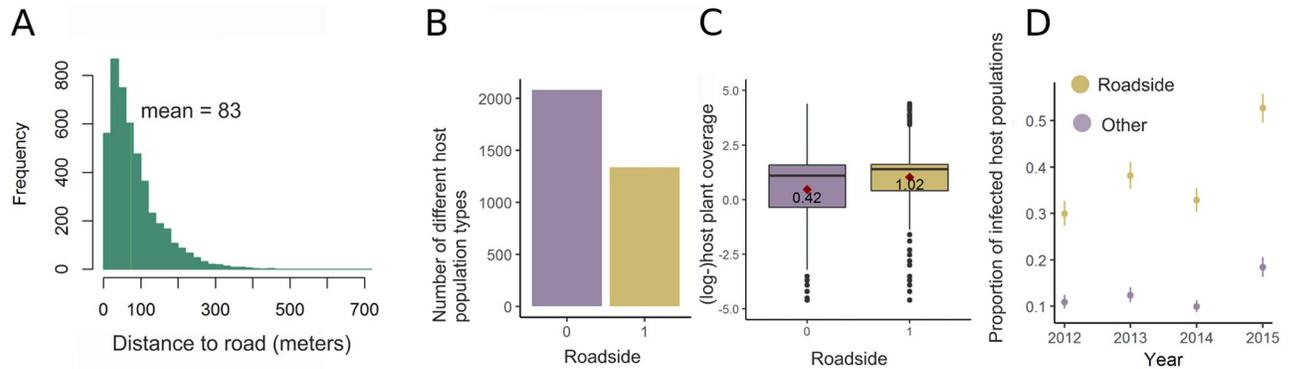 A
mean = 83
Frequency
0
200
400
600
800
0
100
300
500
700
Distance to road (meters)
B
Number of different host
population types
2000
1500
1000
500
0
0
1
Roadside
C
(log-)host plant coverage
5.0
2.5
0.0
-2.5
-5.0
0.42
1.02
0
1
Roadside
D
Proportion of infected host populations
Roadside
Other
0.5
0.4
0.3
0.2
0.1
2012
2013
2014
2015
Year